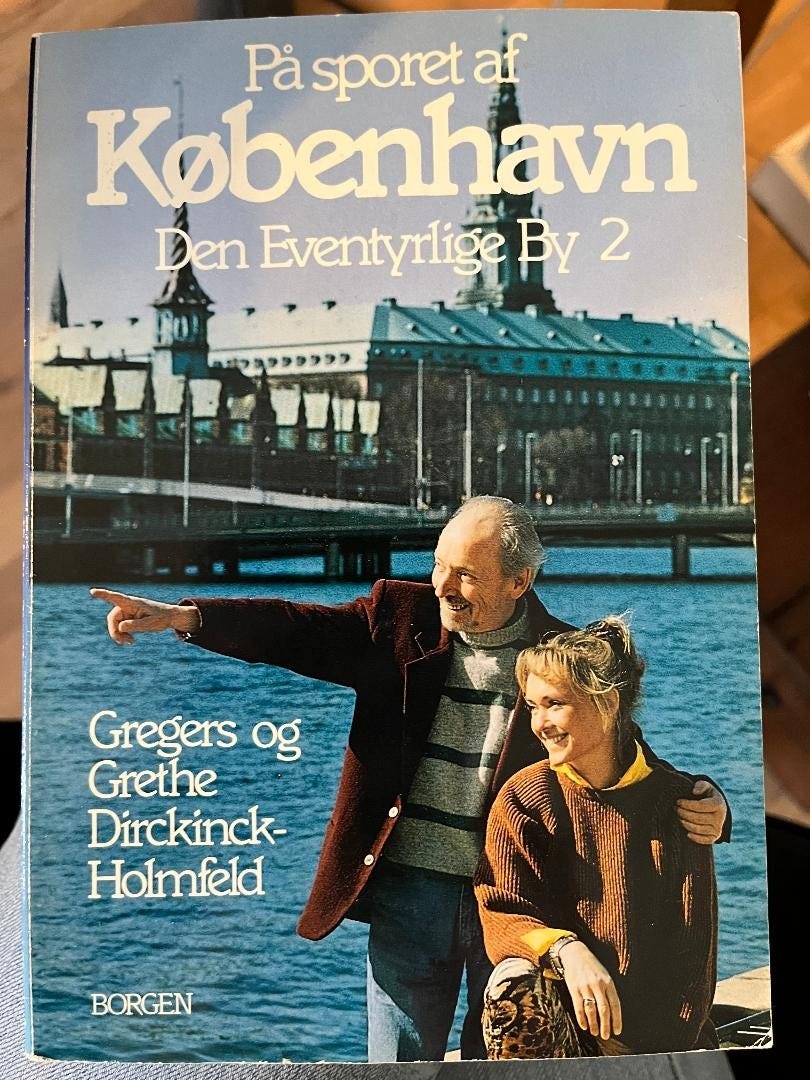 På sporet af
København
Den Eventyrlige By 2
Gregers og
Grethe
Dirckinck-
Holmfeld
BORGEN